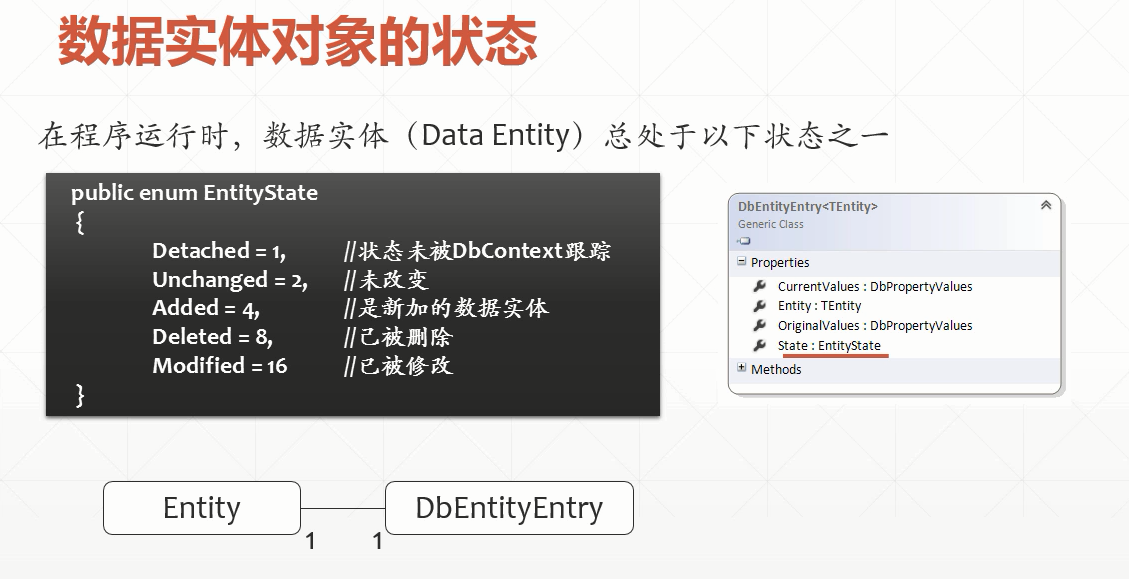 数据实体对象的状态
在程序运行时，数据实体（Data Entity）总处于以下状态之一
public enum EntityState
{
Detached = 1, //状态未被DbContext跟踪
Unchanged = 2, //未改变
Added = 4, //是新加的数据实体
Deleted = 8, //已被删除
Modified = 16 //已被修改
}
DbEntityEntry<TEntity>
Generic Class
Properties
CurrentValues : DbPropertyValues
Entity : TEntity
OriginalValues : DbPropertyValues
State : EntityState
Methods
Entity
DbEntityEntry
1 1